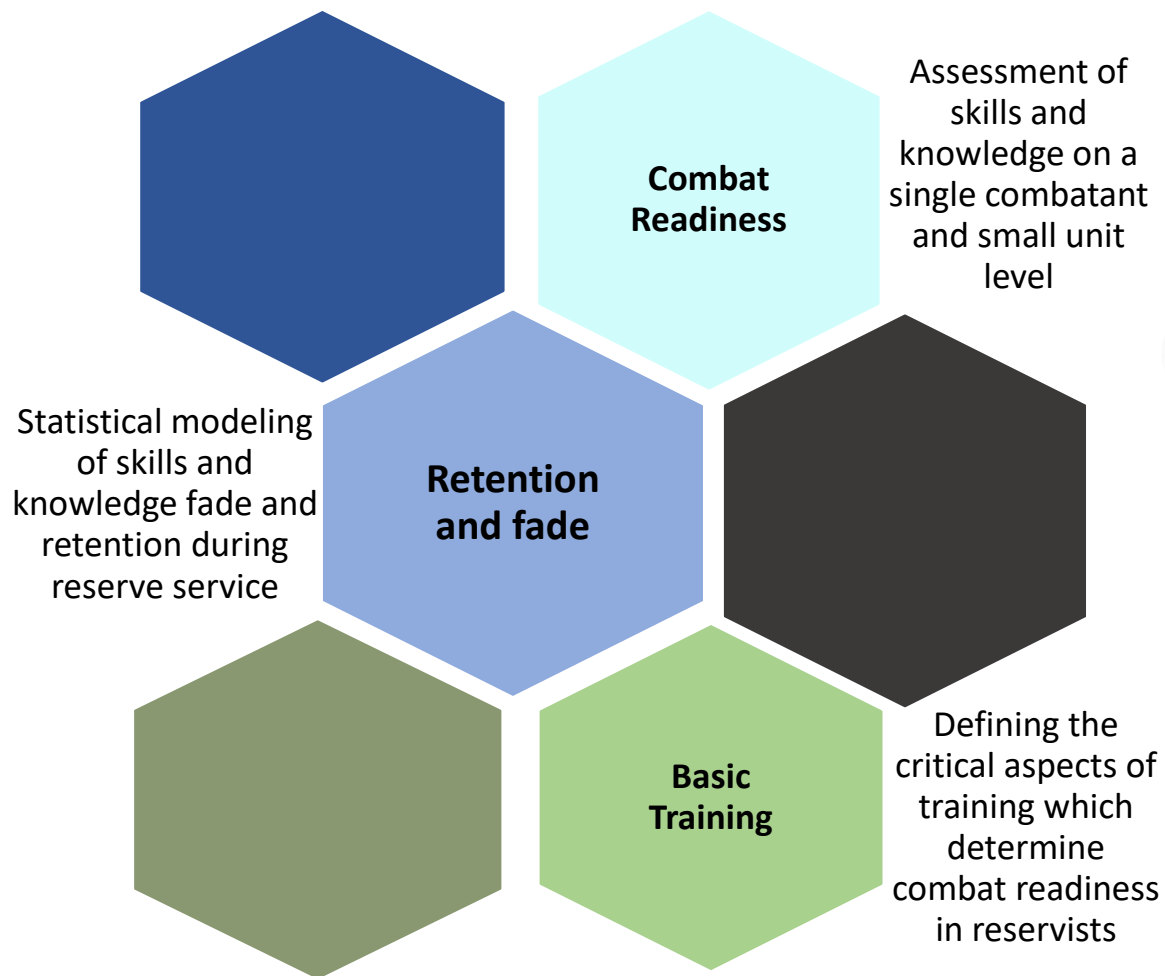 Combat
Readiness
Assessment of
skills and
knowledge on a
single combatant
and small unit
level
Statistical modeling
of skills and
knowledge fade and
retention during
reserve service
Retention
and fade
Basic
Training
Defining the
critical aspects of
training which
determine
combat readiness
in reservists